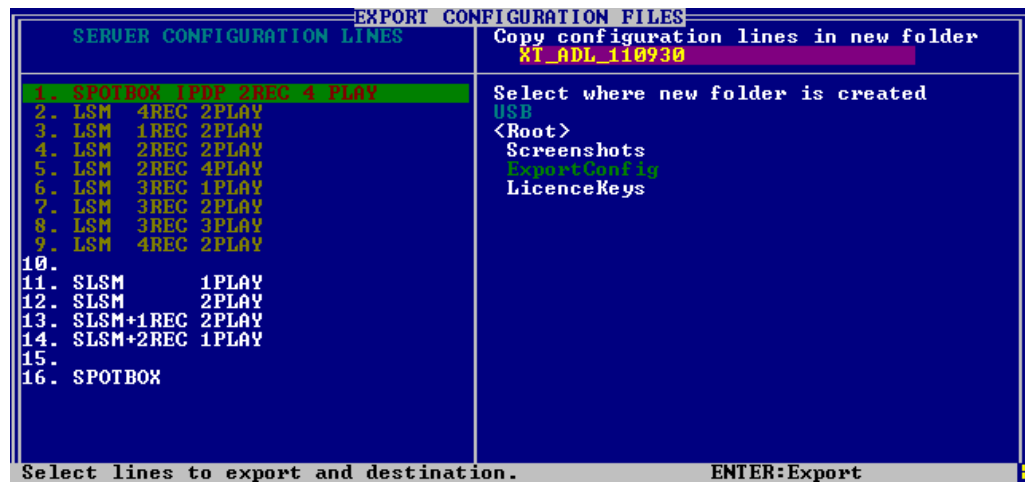 EXPORT CONFIGURATION FILES
SERVER CONFIGURATION LINES
Copy configuration lines in new folder
XT_ADL_110930
1. SPOTBOX IPDP 2REC 4 PLAY
2. LSM 4REC 2PLAY
3. LSM 1REC 2PLAY
4. LSM 2REC 2PLAY
5. LSM 2REC 4PLAY
6. LSM 3REC 1PLAY
7. LSM 3REC 2PLAY
8. LSM 3REC 3PLAY
9. LSM 4REC 2PLAY
10.
11. SLSM 1PLAY
12. SLSM 2PLAY
13. SLSM+1REC 2PLAY
14. SLSM+2REC 1PLAY
15.
16. SPOTBOX
Select where new folder is created
USB
<Root>
Screenshots
ExportConfig
LicenceKeys
Select lines to export and destination.
ENTER:Export